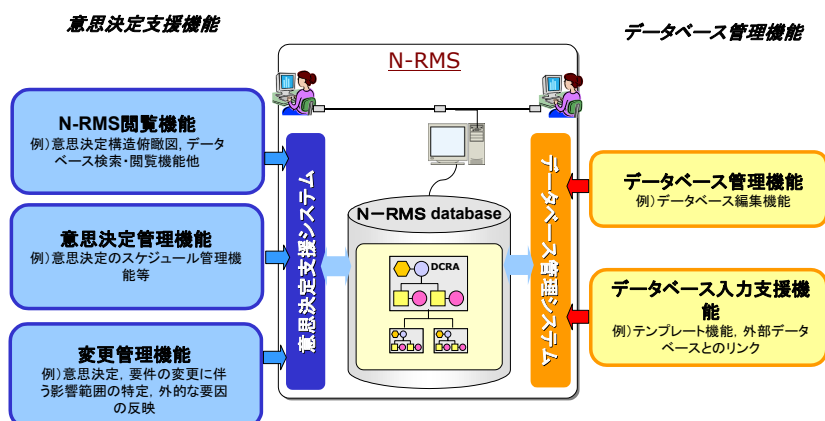 意思決定支援機能
データベース管理機能
N-RMS
N-RMS閲覧機能
例）意思決定構造俯瞰図，データ
ベース検索・閲覧機能他
意思決定管理機能
例）意思決定のスケジュール管理機
能等
変更管理機能
例）意思決定，要件の変更に伴
う影響範囲の特定，外的な要因
の反映
意思決定支援システム
N－RMS database
DCRA
データベース管理システム
データベース管理機能
例）データベース編集機能
データベース入力支援機
能
例）テンプレート機能，外部データ
ベースとのリンク